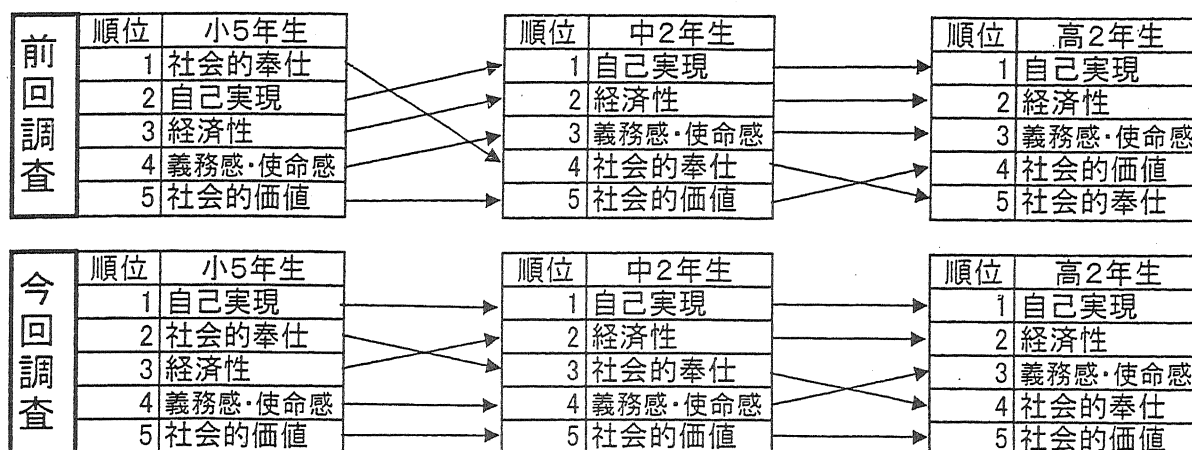 前回調査
順位 小5年生
1 社会的奉仕
2 自己実現
3 経済性
4 義務感・使命感
5 社会的価値
順位 中2年生
1 自己実現
2 経済性
3 義務感・使命感
4 社会的奉仕
5 社会的価値
順位 高2年生
1 自己実現
2 経済性
3 義務感・使命感
4 社会的価値
5 社会的奉仕
今回調査
順位 小5年生
1 自己実現
2 社会的奉仕
3 経済性
4 義務感・使命感
5 社会的価値
順位 中2年生
1 自己実現
2 経済性
3 社会的奉仕
4 義務感・使命感
5 社会的価値
順位 高2年生
1 自己実現
2 経済性
3 義務感・使命感
4 社会的奉仕
5 社会的価値